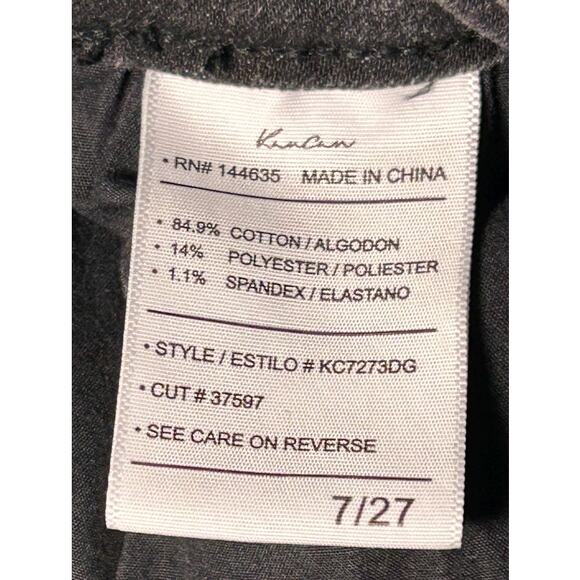 KanCan
• RN# 144635 MADE IN CHINA
• 84.9% COTTON / ALGODON
• 14% POLYESTER / POLIESTER
• 1.1% SPANDEX / ELASTANO
• STYLE / ESTILO # KC7273DG
• CUT # 37597
• SEE CARE ON REVERSE
7/27